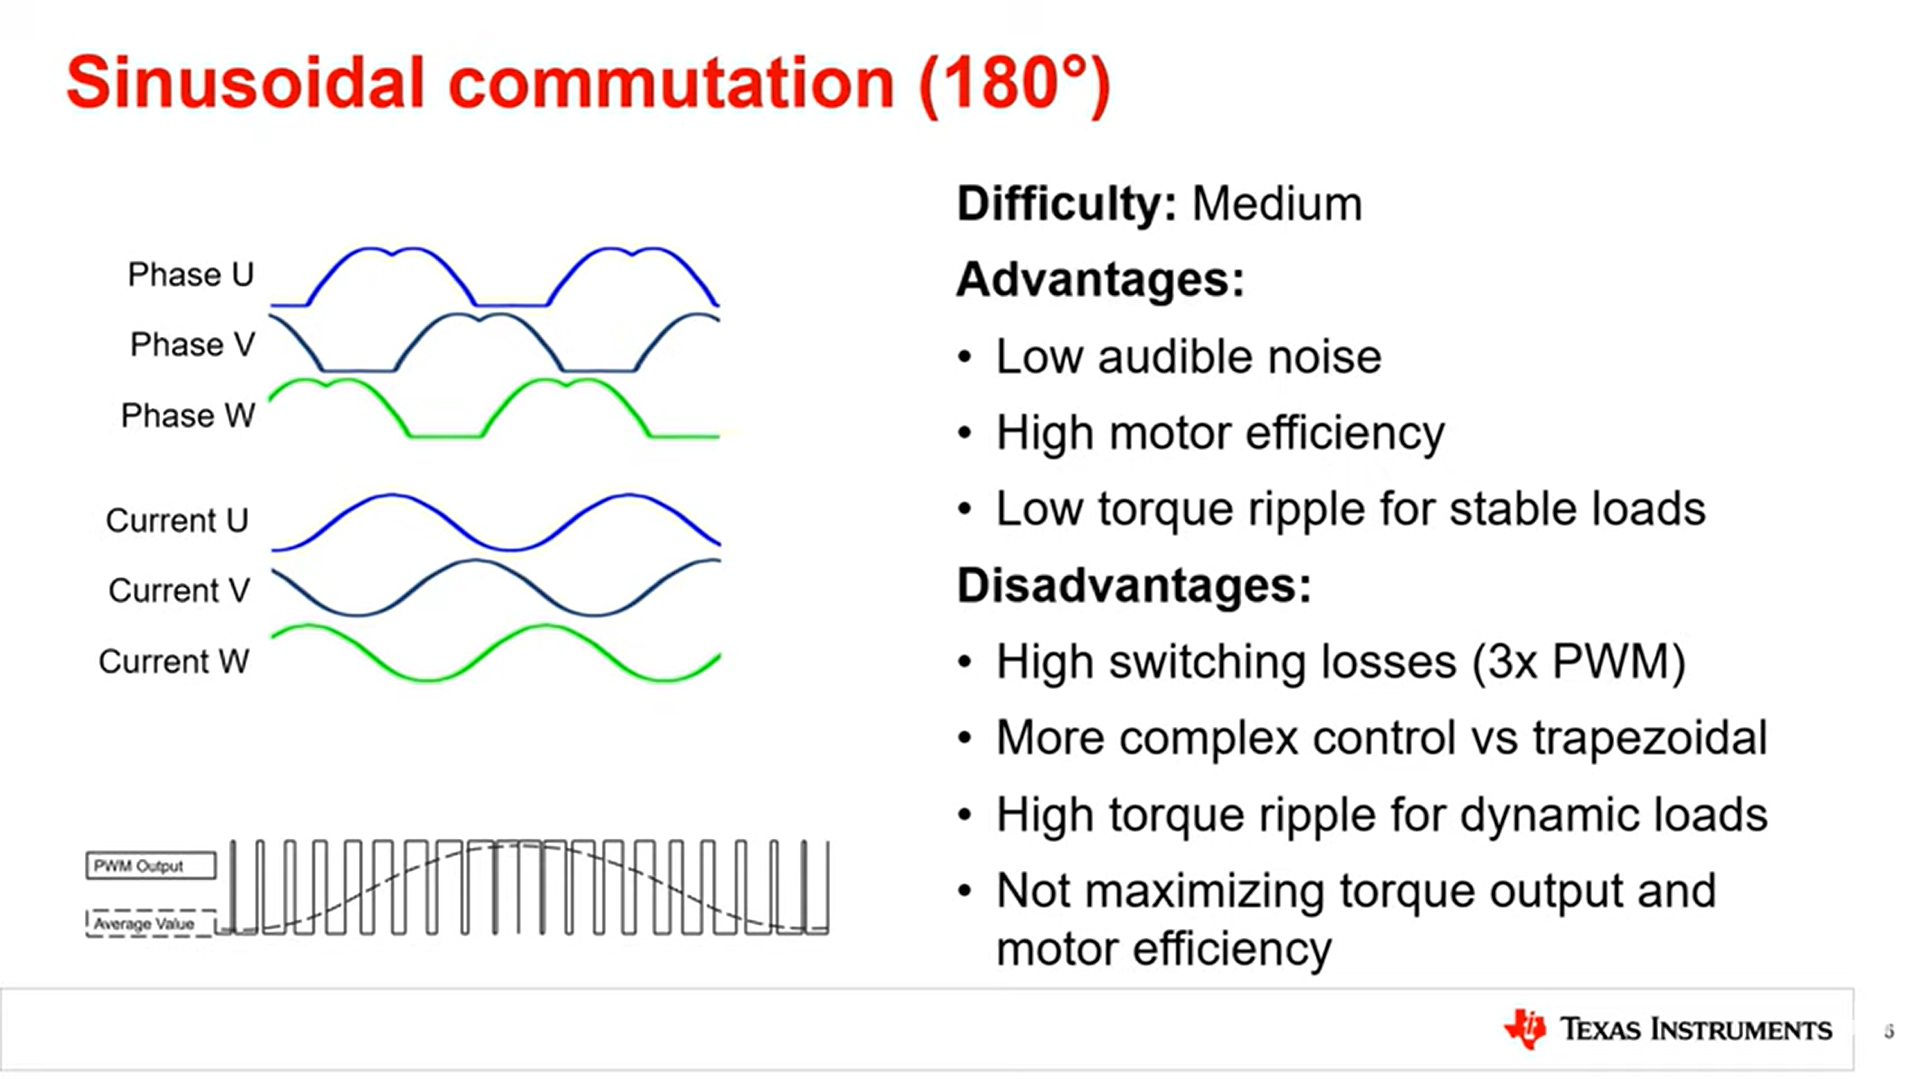 Sinusoidal commutation (180°)
Phase U
Phase V
Phase W
Current U
Current V
Current W
PWM Output
Average Value
Difficulty: Medium
Advantages:
• Low audible noise
• High motor efficiency
• Low torque ripple for stable loads
Disadvantages:
• High switching losses (3x PWM)
• More complex control vs trapezoidal
• High torque ripple for dynamic loads
• Not maximizing torque output and
motor efficiency
TEXAS INSTRUMENTS